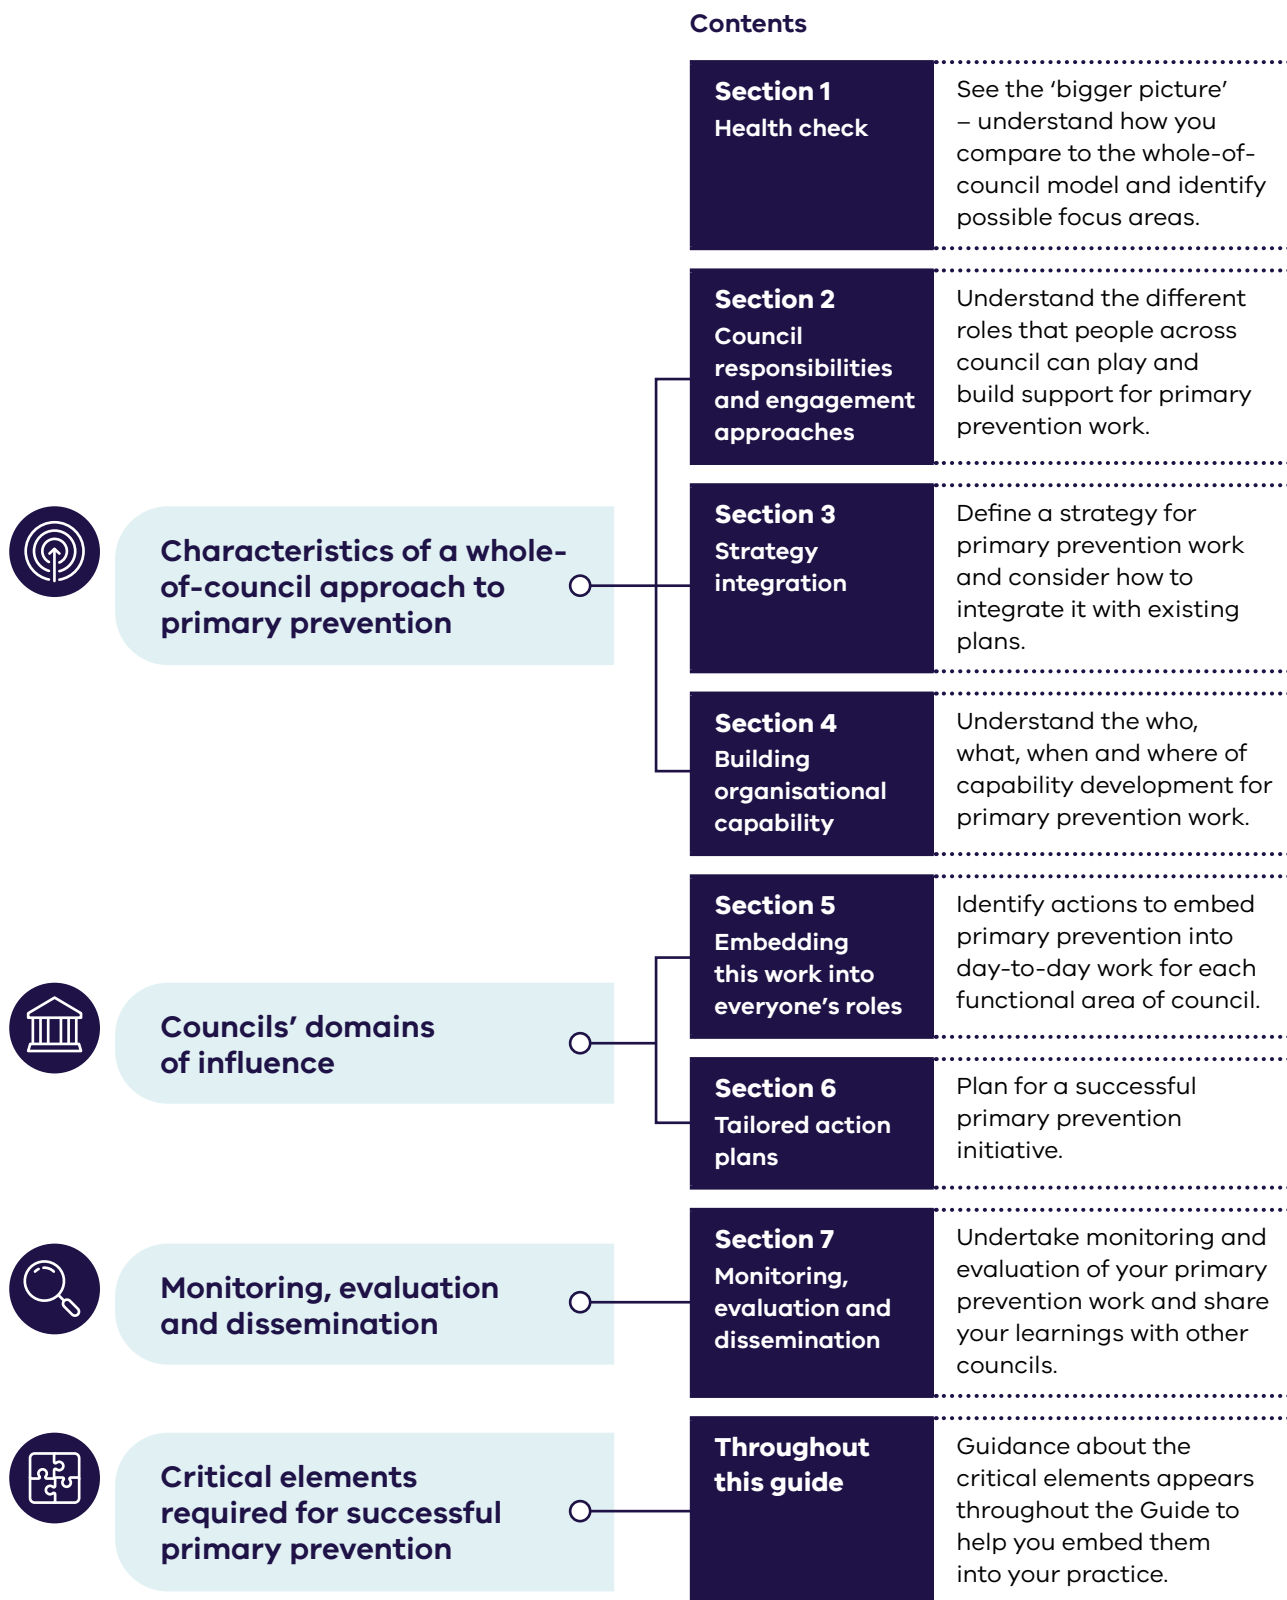 Contents
Section 1
Health check
See the ‘bigger picture’
– understand how you
compare to the whole-of-
council model and identify
possible focus areas.
Section 2
Council
responsibilities
and engagement
approaches
Understand the different
roles that people across
council can play and
build support for primary
prevention work.
Characteristics of a whole-
of-council approach to
primary prevention
Section 3
Strategy
integration
Define a strategy for
primary prevention work
and consider how to
integrate it with existing
plans.
Section 4
Building
organisational
capability
Understand the who,
what, when and where of
capability development for
primary prevention work.
Councils’ domains
of influence
Section 5
Embedding
this work into
everyone’s roles
Identify actions to embed
primary prevention into
day-to-day work for each
functional area of council.
Section 6
Tailored action
plans
Plan for a successful
primary prevention
initiative.
Monitoring, evaluation
and dissemination
Section 7
Monitoring,
evaluation and
dissemination
Undertake monitoring and
evaluation of your primary
prevention work and share
your learnings with other
councils.
Critical elements
required for successful
primary prevention
Throughout
this guide
Guidance about the
critical elements appears
throughout the Guide to
help you embed them
into your practice.